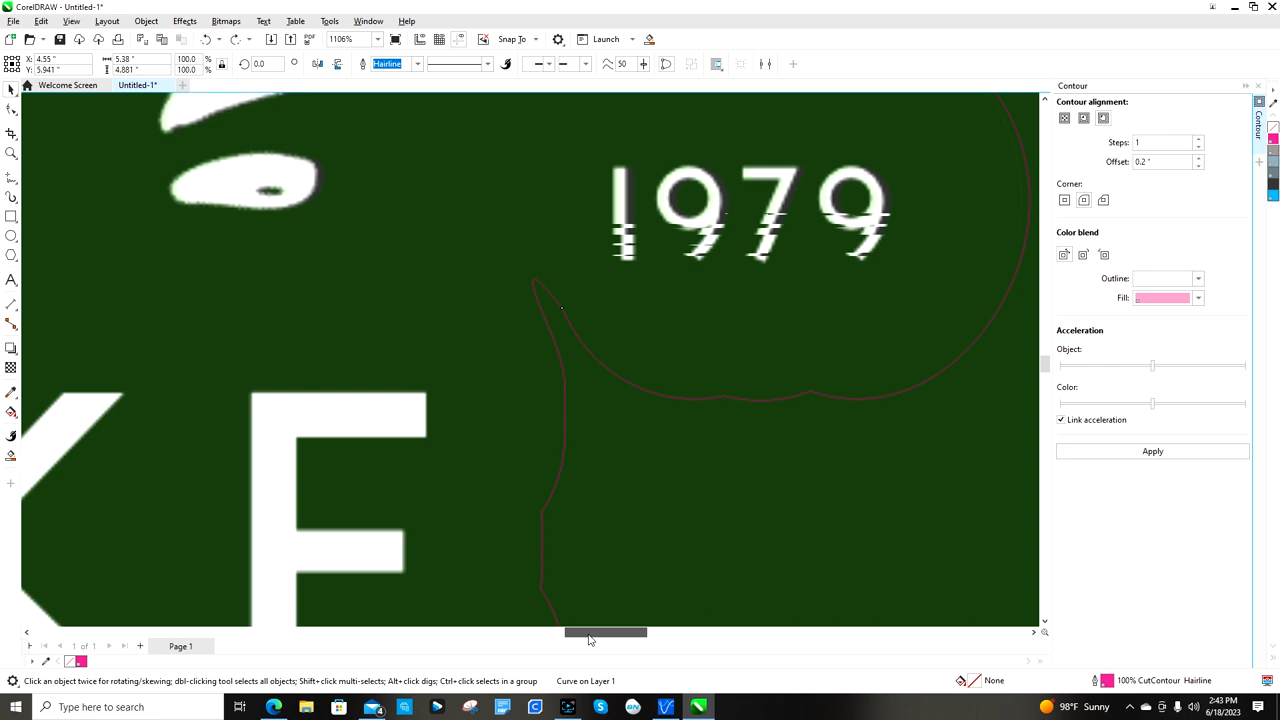 CorelDRAW - Untitled-1*
File Edit View Layout Object Effects Bitmaps Text Table Tools Window Help
PDF 1106% Snap To Launch
X: 4.55 " 5.38 " 100.0 % 0.0 ° Hairline 50
Y: 5.941 " 4.881 " 100.0 %
Welcome Screen Untitled-1*
Contour
Contour alignment:
Steps: 1
Offset: 0.2 "
Corner:
Color blend
Outline:
Fill:
Acceleration
Object:
Color:
Link acceleration
Apply
Contour
1979
KE
1 of 1 Page 1
Click an object twice for rotating/skewing; dbl-clicking tool selects all objects; Shift+click multi-selects; Alt+click digs; Ctrl+click selects in a group Curve on Layer 1 None 100% CutContour Hairline
Type here to search 4 98°F Sunny 2:43 PM
6/18/2023